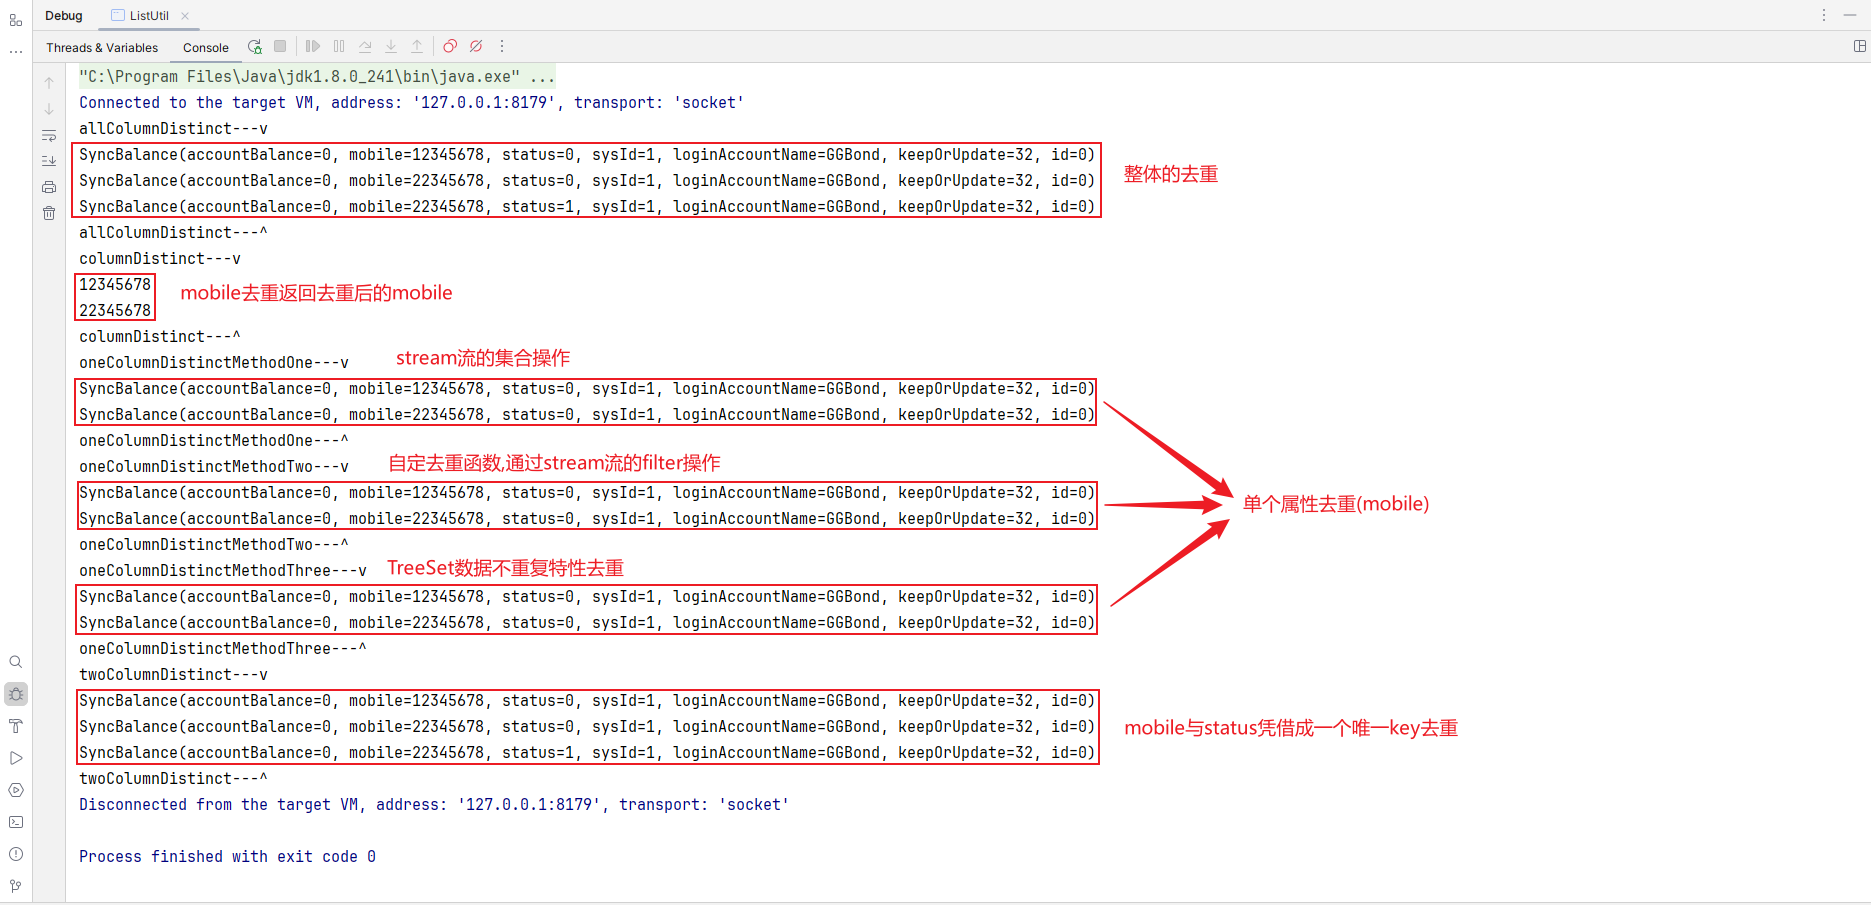 Debug
ListUtil
Threads & Variables
Console
"C:\Program Files\Java\jdk1.8.0_241\bin\java.exe" ...
Connected to the target VM, address: '127.0.0.1:8179', transport: 'socket'
allColumnDistinct---v
SyncBalance(accountBalance=0, mobile=12345678, status=0, sysId=1, loginAccountName=GGBond, keepOrUpdate=32, id=0)
SyncBalance(accountBalance=0, mobile=22345678, status=0, sysId=1, loginAccountName=GGBond, keepOrUpdate=32, id=0)
整体的去重
SyncBalance(accountBalance=0, mobile=22345678, status=1, sysId=1, loginAccountName=GGBond, keepOrUpdate=32, id=0)
allColumnDistinct---^
columnDistinct---v
12345678
mobile去重返回去重后的mobile
22345678
columnDistinct---^
oneColumnDistinctMethodOne---v
stream流的集合操作
SyncBalance(accountBalance=0, mobile=12345678, status=0, sysId=1, loginAccountName=GGBond, keepOrUpdate=32, id=0)
SyncBalance(accountBalance=0, mobile=22345678, status=0, sysId=1, loginAccountName=GGBond, keepOrUpdate=32, id=0)
oneColumnDistinctMethodOne---^
oneColumnDistinctMethodTwo---v
自定去重函数,通过stream流的filter操作
SyncBalance(accountBalance=0, mobile=12345678, status=0, sysId=1, loginAccountName=GGBond, keepOrUpdate=32, id=0)
单个属性去重(mobile)
SyncBalance(accountBalance=0, mobile=22345678, status=0, sysId=1, loginAccountName=GGBond, keepOrUpdate=32, id=0)
oneColumnDistinctMethodTwo---^
oneColumnDistinctMethodThree---v
TreeSet数据不重复特性去重
SyncBalance(accountBalance=0, mobile=12345678, status=0, sysId=1, loginAccountName=GGBond, keepOrUpdate=32, id=0)
SyncBalance(accountBalance=0, mobile=22345678, status=0, sysId=1, loginAccountName=GGBond, keepOrUpdate=32, id=0)
oneColumnDistinctMethodThree---^
twoColumnDistinct---v
SyncBalance(accountBalance=0, mobile=12345678, status=0, sysId=1, loginAccountName=GGBond, keepOrUpdate=32, id=0)
SyncBalance(accountBalance=0, mobile=22345678, status=0, sysId=1, loginAccountName=GGBond, keepOrUpdate=32, id=0)
mobile与status凭借成一个唯一key去重
SyncBalance(accountBalance=0, mobile=22345678, status=1, sysId=1, loginAccountName=GGBond, keepOrUpdate=32, id=0)
twoColumnDistinct---^
Disconnected from the target VM, address: '127.0.0.1:8179', transport: 'socket'
Process finished with exit code 0